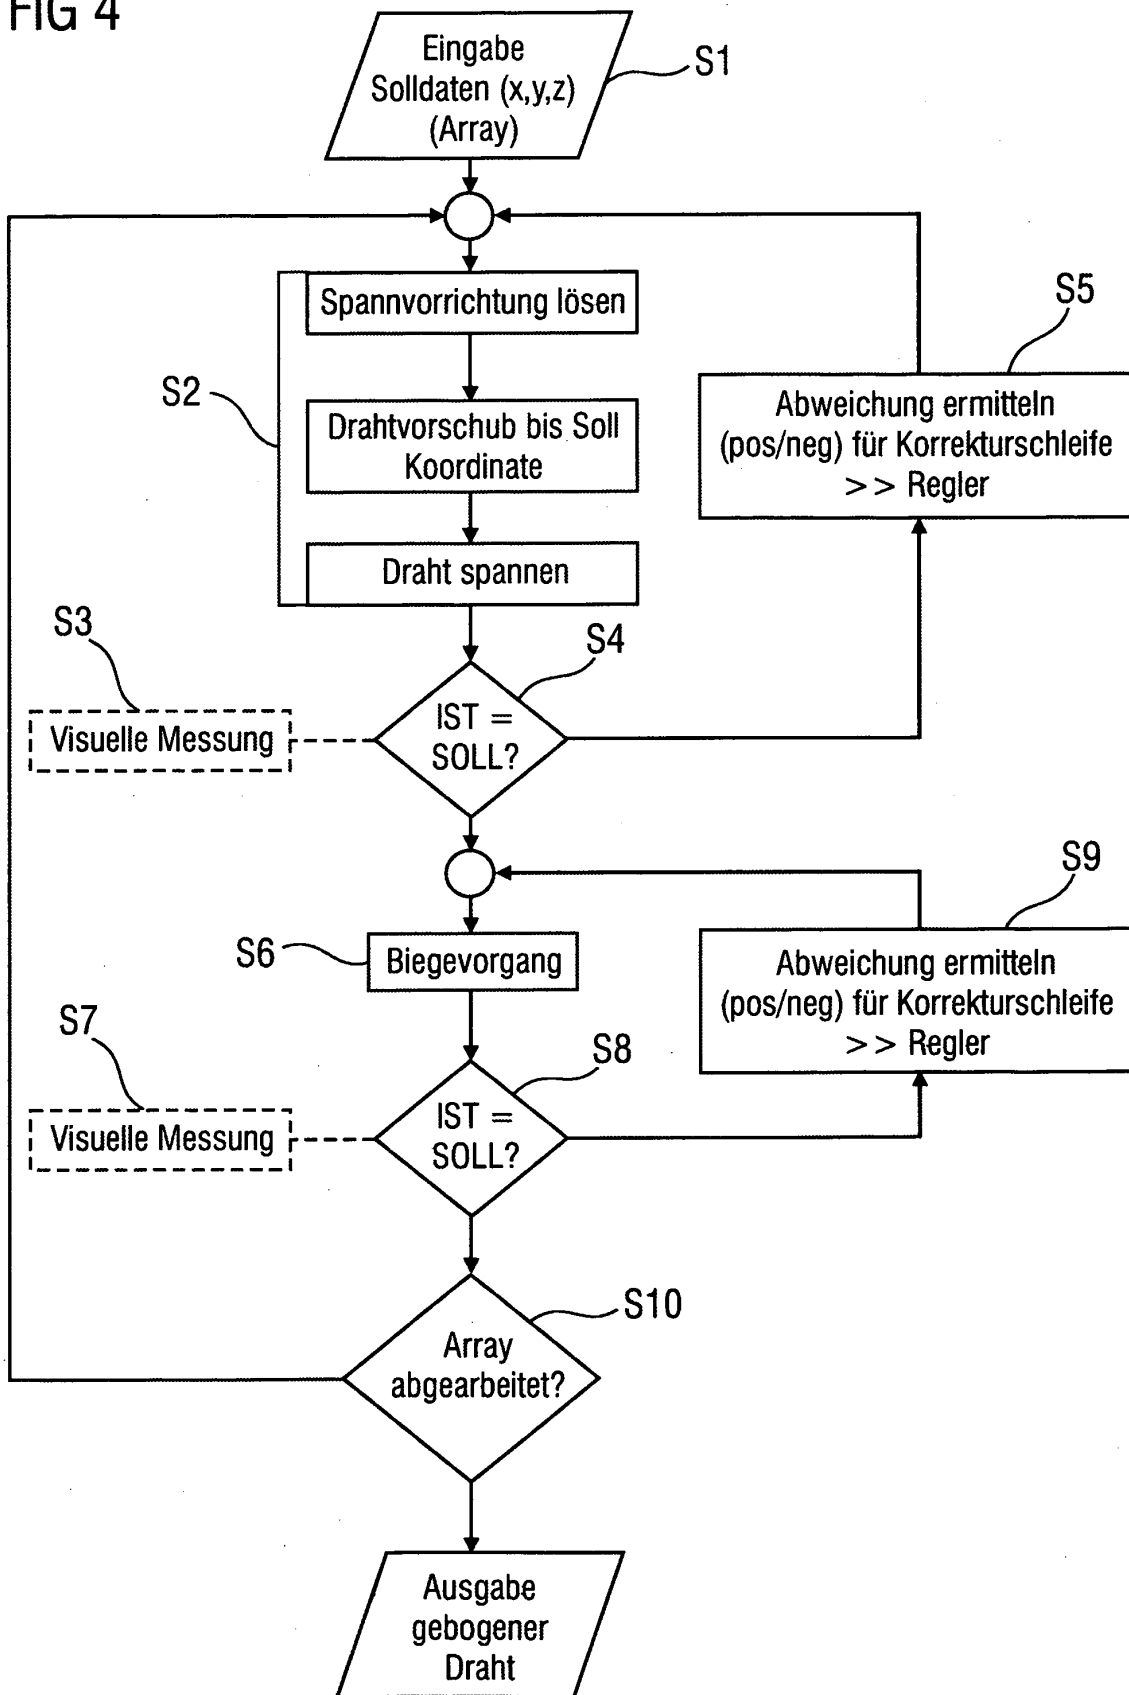 FIG 4
Eingabe
Solldaten (x,y,z)
(Array)
S1
Spannvorrichtung lösen
S2
Drahtvorschub bis Soll
Koordinate
Draht spannen
S5
Abweichung ermitteln
(pos/neg) für Korrekturschleife
>> Regler
S3
Visuelle Messung
S4
IST =
SOLL?
S9
Abweichung ermitteln
(pos/neg) für Korrekturschleife
>> Regler
S6
Biegevorgang
S7
Visuelle Messung
S8
IST =
SOLL?
S10
Array
abgearbeitet?
Ausgabe
gebogener
Draht